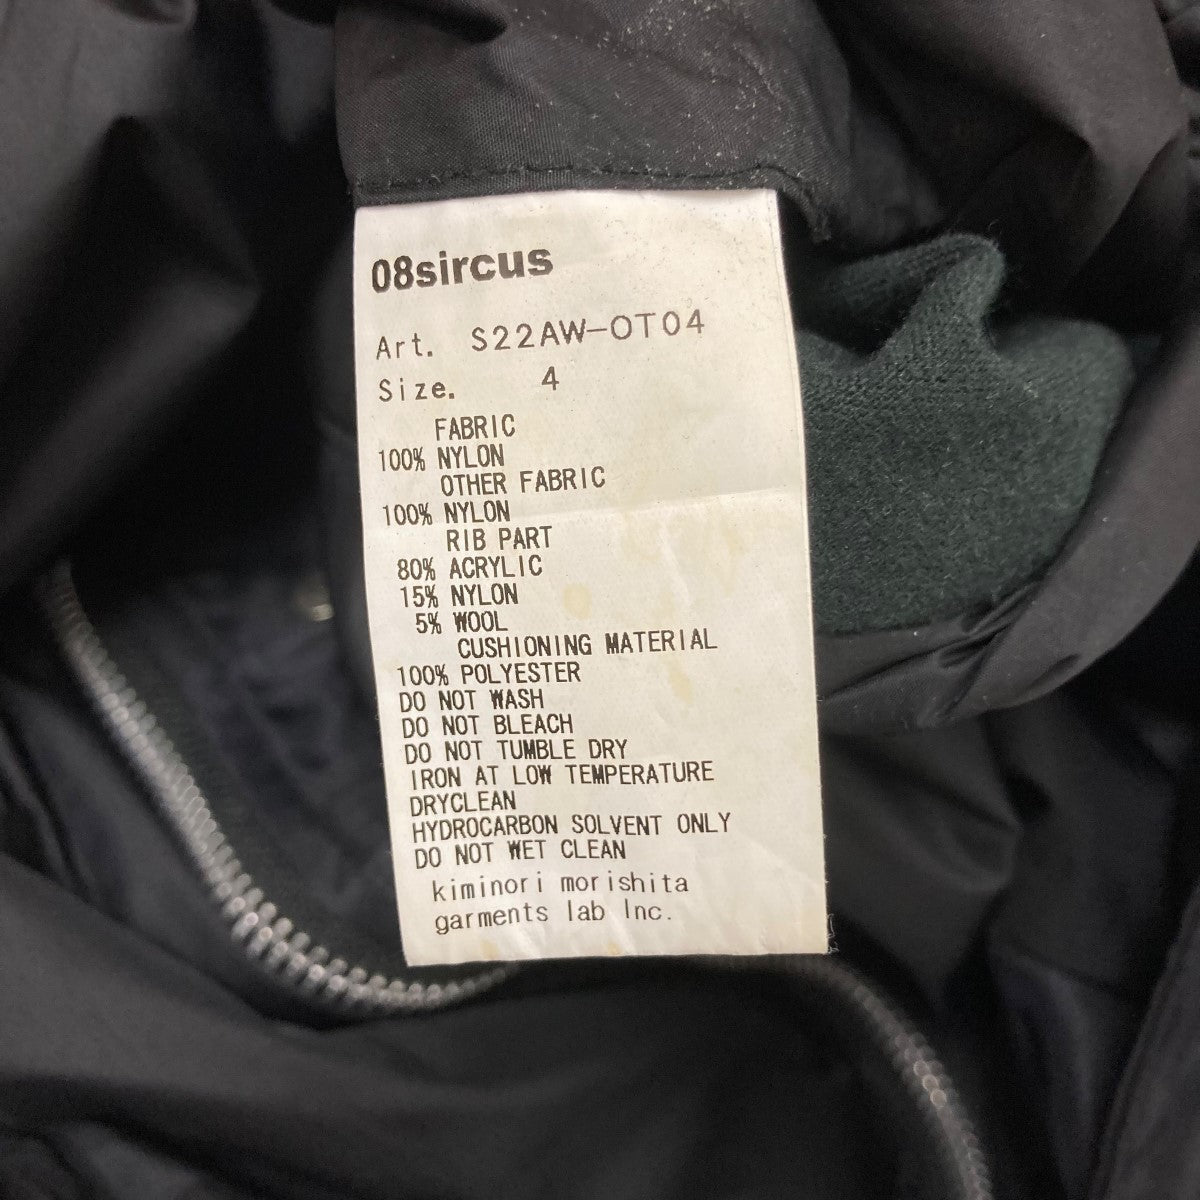 08sircus
Art. S22AW-OT04
Size. 4
FABRIC
100% NYLON
OTHER FABRIC
100% NYLON
RIB PART
80% ACRYLIC
15% NYLON
5% WOOL
CUSHIONING MATERIAL
100% POLYESTER
DO NOT WASH
DO NOT BLEACH
DO NOT TUMBLE DRY
IRON AT LOW TEMPERATURE
DRYCLEAN
HYDROCARBON SOLVENT ONLY
DO NOT WET CLEAN
kiminori morishita
garments lab Inc.